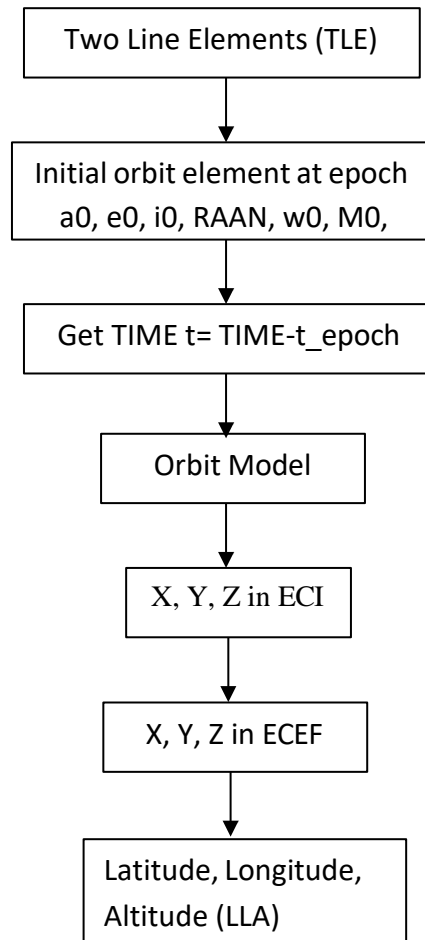 Two Line Elements (TLE)
Initial orbit element at epoch
a0, e0, i0, RAAN, w0, M0,
Get TIME t= TIME-t_epoch
Orbit Model
X, Y, Z in ECI
X, Y, Z in ECEF
Latitude, Longitude,
Altitude (LLA)